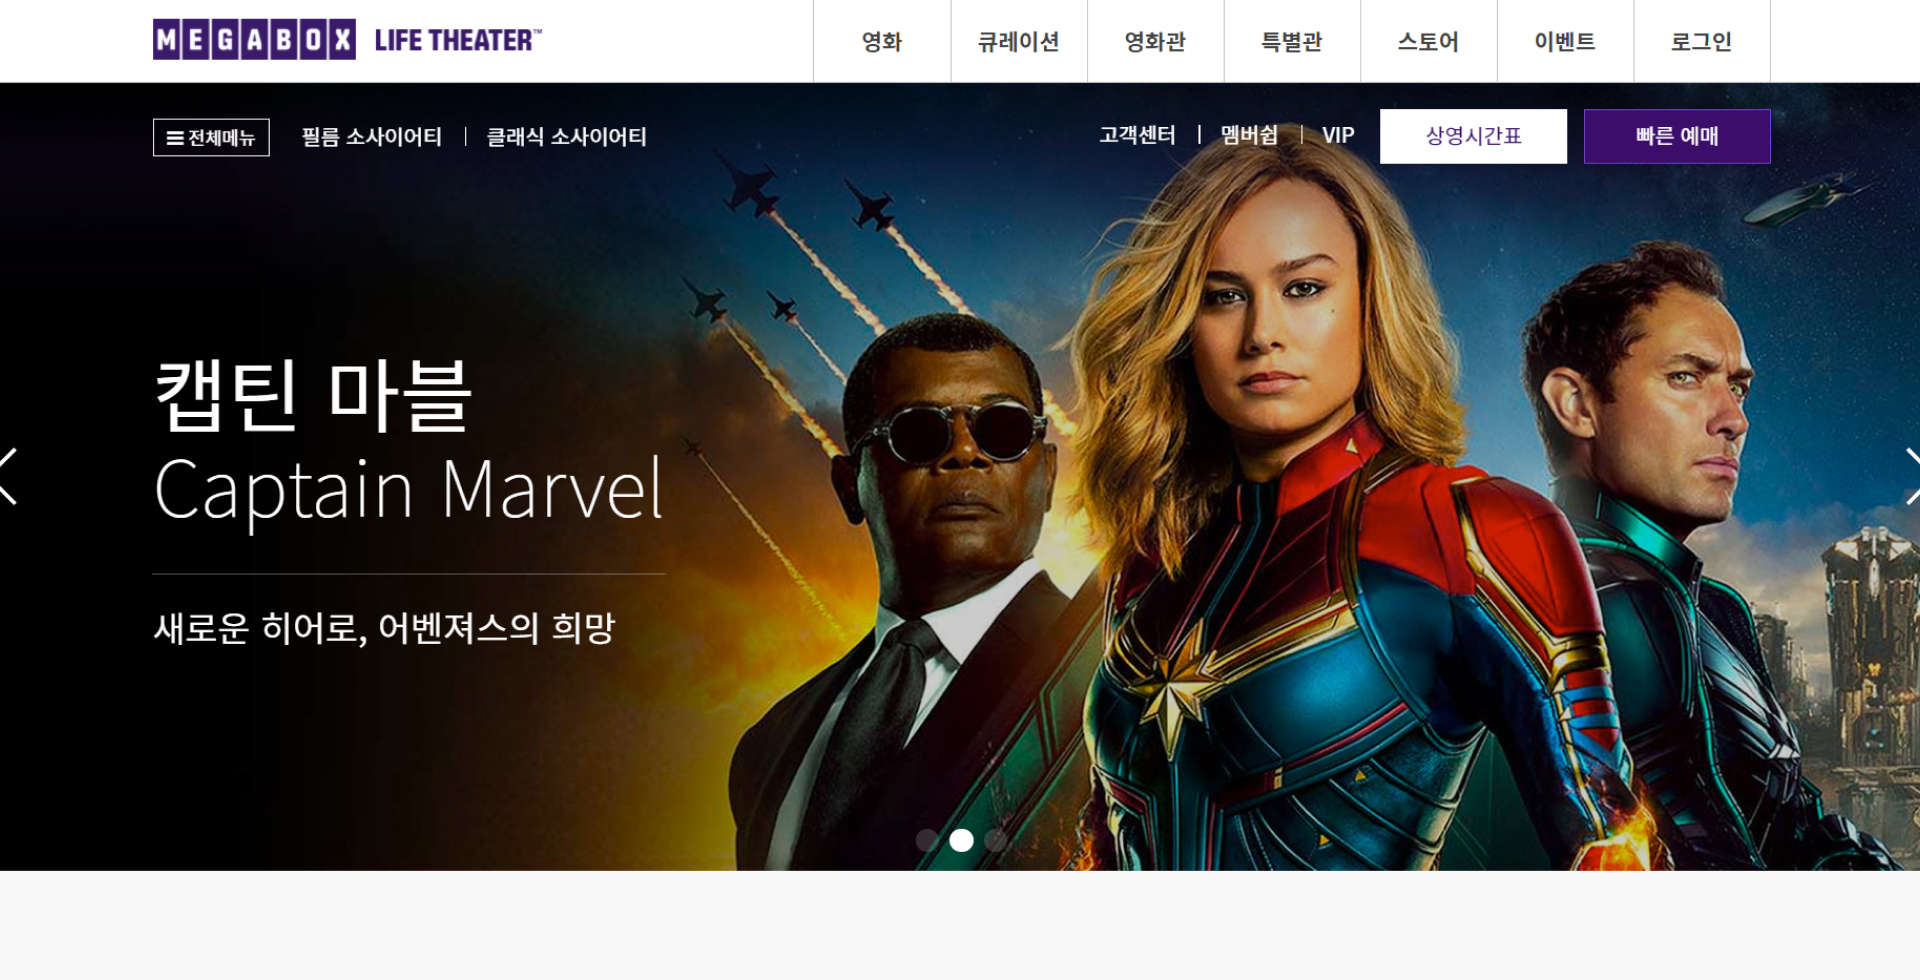 MEGABOX LIFE THEATER™
영화 큐레이션 영화관 특별관 스토어 이벤트 로그인
전체메뉴 필름 소사이어티 클래식 소사이어티 고객센터 멤버쉽 VIP 상영시간표 빠른 예매
캡틴 마블
Captain Marvel
새로운 히어로, 어벤져스의 희망